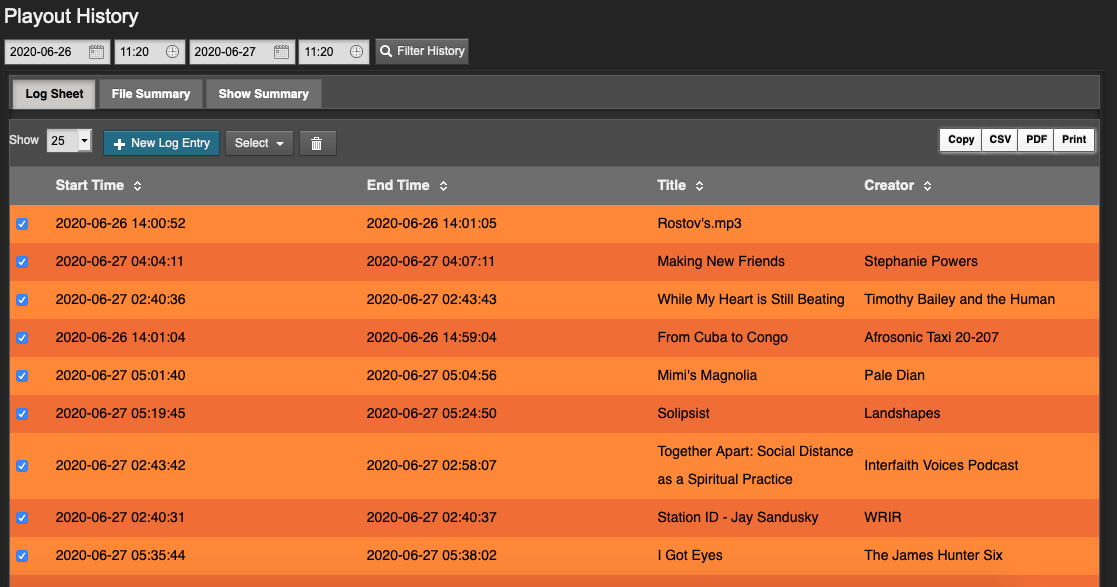 Playout History
2020-06-26 11:20 2020-06-27 11:20 Filter History
Log Sheet File Summary Show Summary
Show 25 New Log Entry Select Copy CSV PDF Print
Start Time End Time Title Creator
2020-06-26 14:00:52 2020-06-26 14:01:05 Rostov's.mp3
2020-06-27 04:04:11 2020-06-27 04:07:11 Making New Friends Stephanie Powers
2020-06-27 02:40:36 2020-06-27 02:43:43 While My Heart is Still Beating Timothy Bailey and the Human
2020-06-26 14:01:04 2020-06-26 14:59:04 From Cuba to Congo Afrosonic Taxi 20-207
2020-06-27 05:01:40 2020-06-27 05:04:56 Mimi's Magnolia Pale Dian
2020-06-27 05:19:45 2020-06-27 05:24:50 Solipsist Landshapes
2020-06-27 02:43:42 2020-06-27 02:58:07 Together Apart: Social Distance
as a Spiritual Practice Interfaith Voices Podcast
2020-06-27 02:40:31 2020-06-27 02:40:37 Station ID - Jay Sandusky WRIR
2020-06-27 05:35:44 2020-06-27 05:38:02 I Got Eyes The James Hunter Six